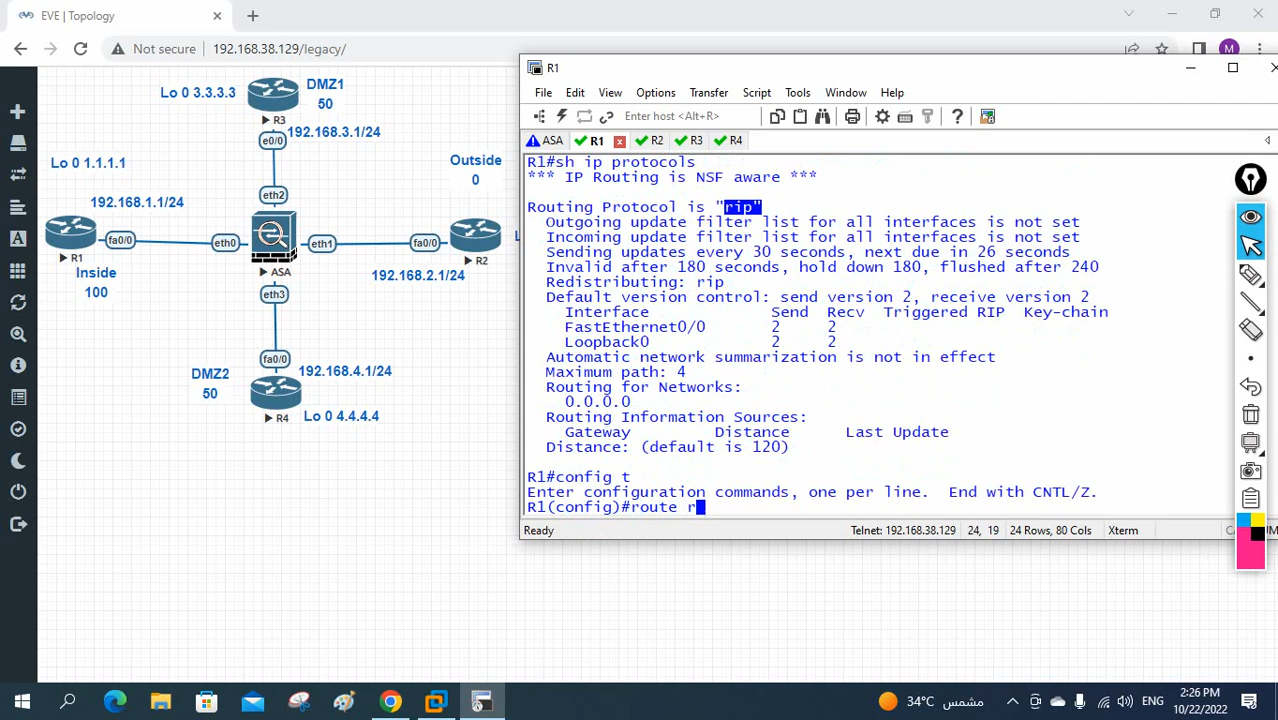 EVE | Topology
Not secure
192.168.38.129/legacy/
M
Lo 0 3.3.3.3
DMZ1
50
R3
e0/0
192.168.3.1/24
Lo 0 1.1.1.1
192.168.1.1/24
eth2
Outside
0
fa0/0
eth0
eth1
fa0/0
R1
ASA
R2
L
Inside
100
192.168.2.1/24
eth3
fa0/0
DMZ2
50
192.168.4.1/24
R4
Lo 0 4.4.4.4
R1
File Edit View Options Transfer Script Tools Window Help
Enter host <Alt+R>
ASA R1 R2 R3 R4
R1#sh ip protocols
*** IP Routing is NSF aware ***
Routing Protocol is "rip"
Outgoing update filter list for all interfaces is not set
Incoming update filter list for all interfaces is not set
Sending updates every 30 seconds, next due in 26 seconds
Invalid after 180 seconds, hold down 180, flushed after 240
Redistributing: rip
Default version control: send version 2, receive version 2
Interface Send Recv Triggered RIP Key-chain
FastEthernet0/0 2 2
Loopback0 2 2
Automatic network summarization is not in effect
Maximum path: 4
Routing for Networks:
0.0.0.0
Routing Information Sources:
Gateway Distance Last Update
Distance: (default is 120)
R1#config t
Enter configuration commands, one per line. End with CNTL/Z.
R1(config)#route r
Ready
Telnet: 192.168.38.129
24, 19
24 Rows, 80 Cols
Xterm
34°C
مشمس
ENG
2:26 PM
10/22/2022